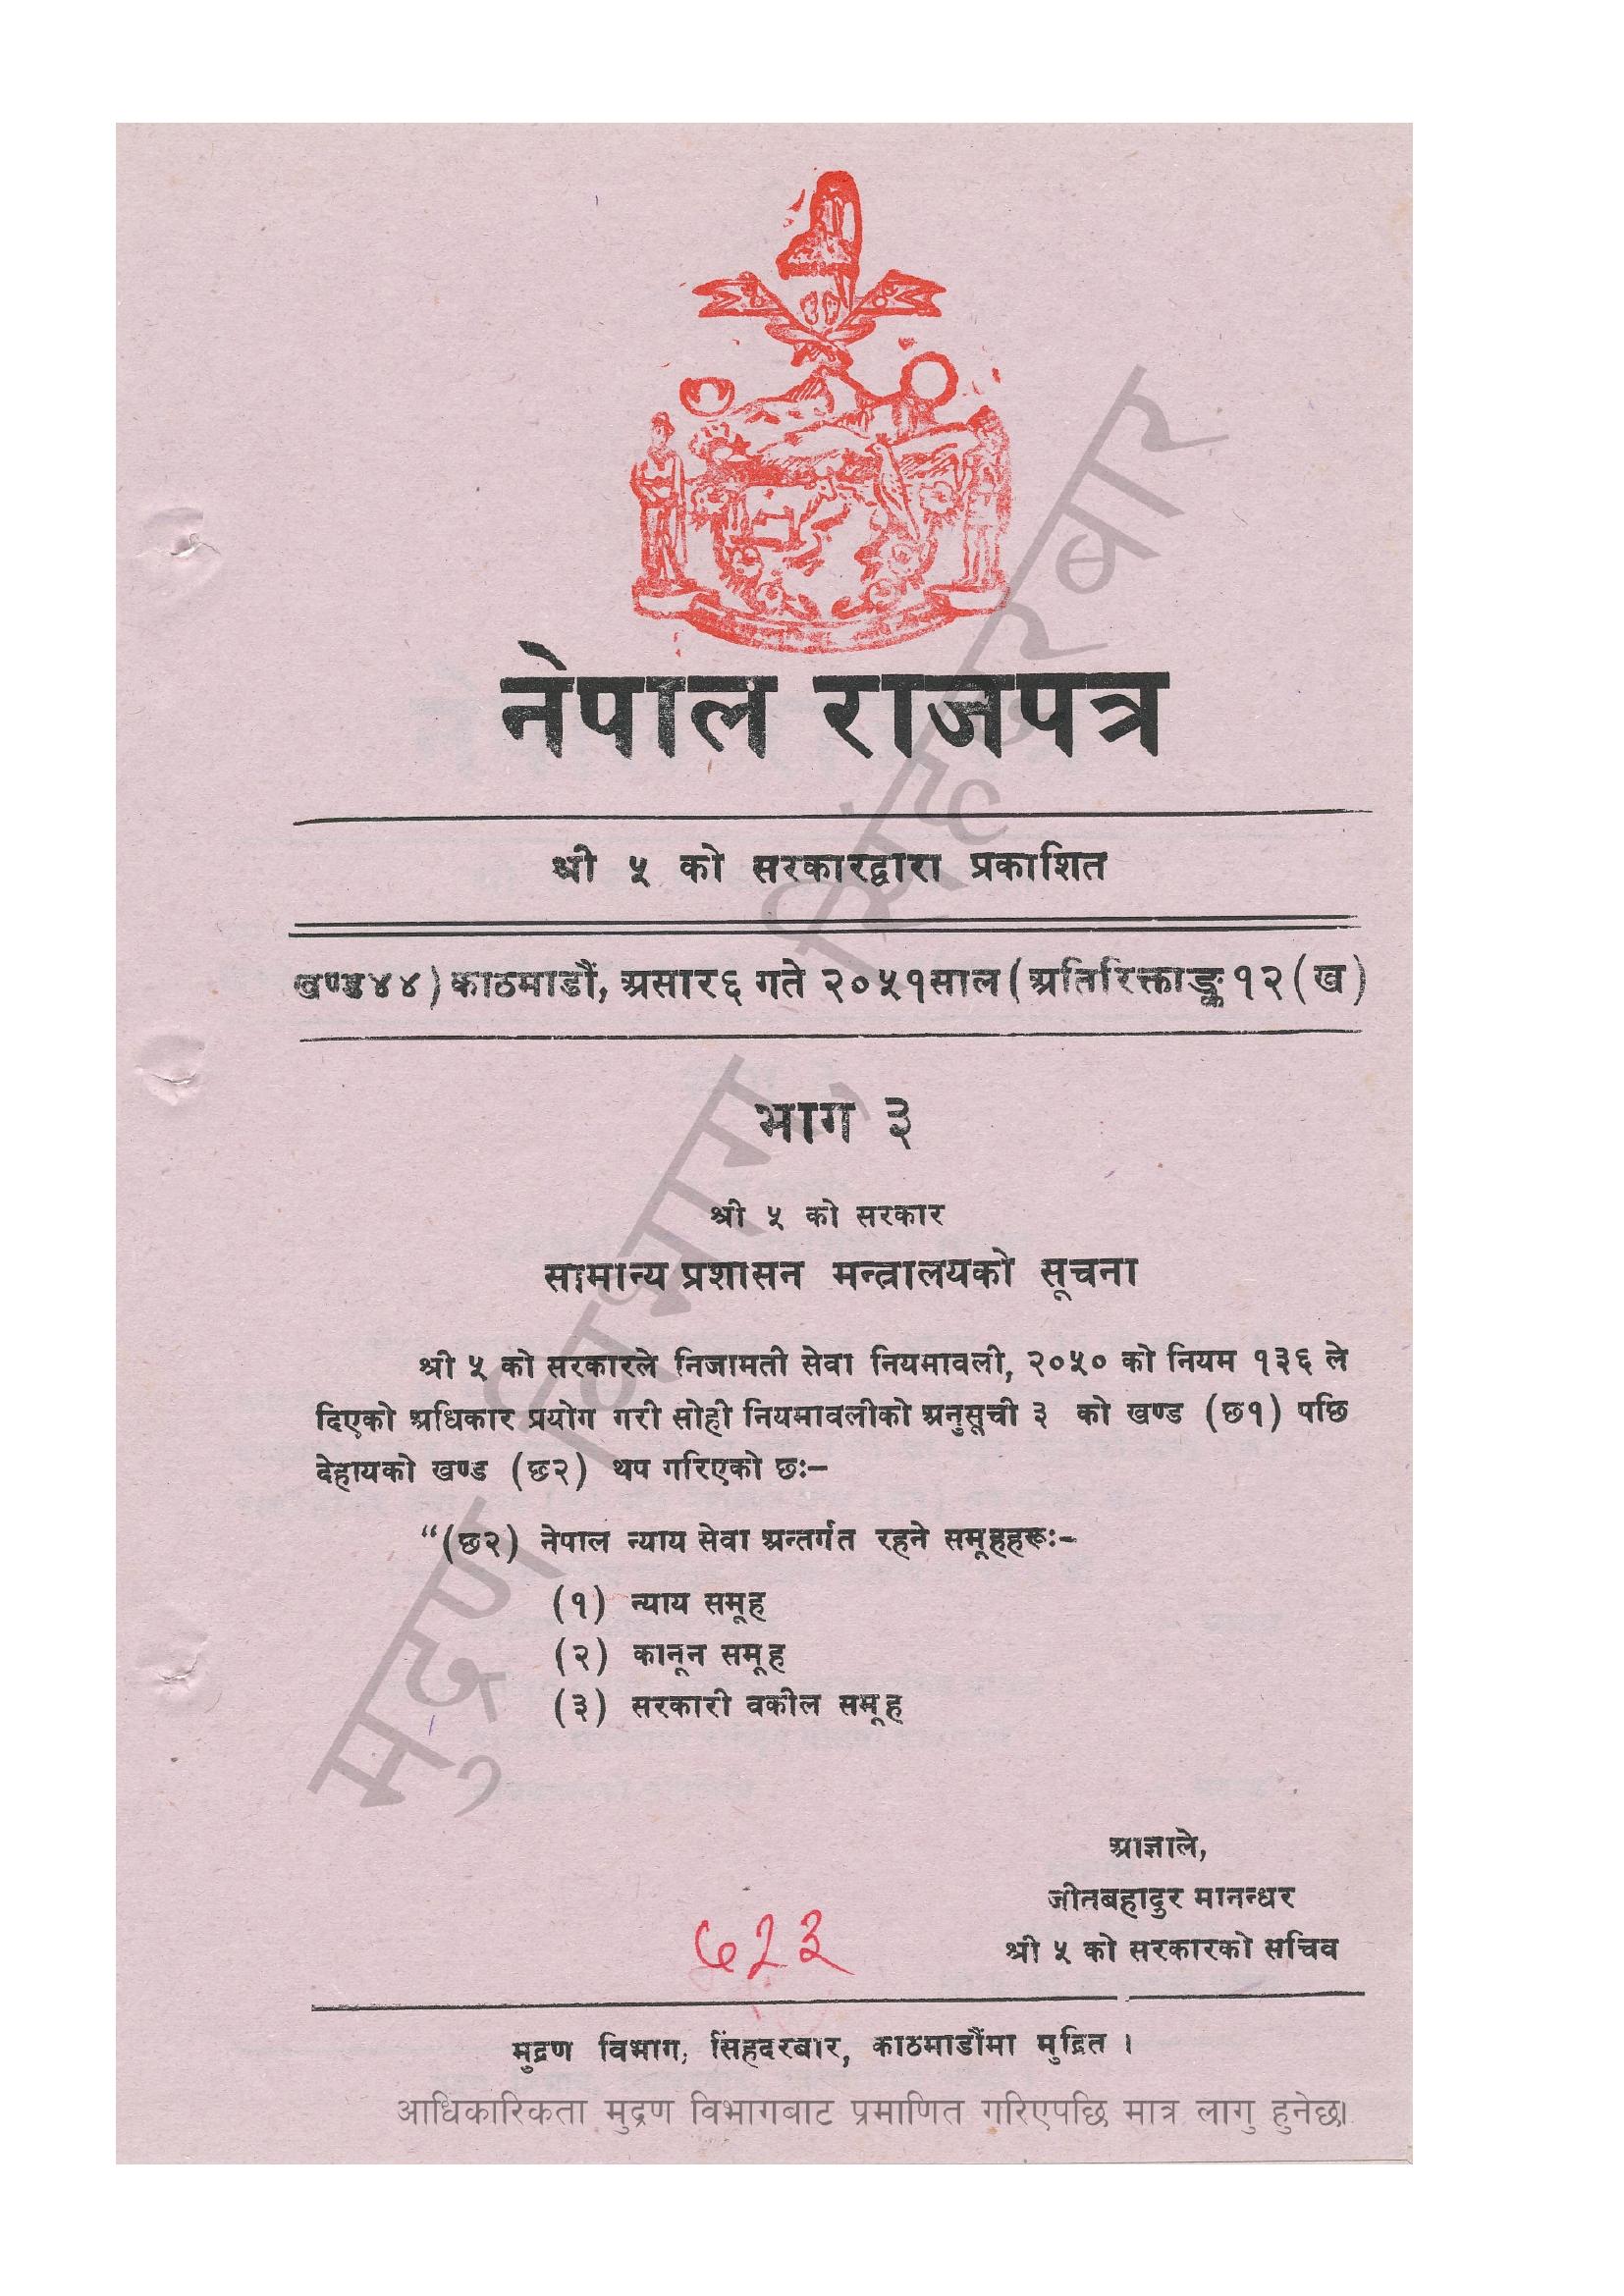 नेपाल राजपत्र
श्री ५ को सरकारद्वारा प्रकाशित
खण्ड४४) काठमाडौं, असार६ गते २०५१साल (अतिरिक्ताङ्क१२(ख)
भाग ३
श्री ५ को सरकार
सामान्य प्रशासन मन्त्रालयको सूचना
श्री ५ को सरकारले निजामती सेवा नियमावली, २०५० को नियम १३६ ले
दिएको अधिकार प्रयोग गरी सोही नियमावलीको अनुसूची ३ को खण्ड (छ१) पछि
देहायको खण्ड (छ२) थप गरिएको छः–
“(छ२) नेपाल न्याय सेवा अन्तर्गत रहने समूहहरूः–
(१) न्याय समूह
(२) कानून समूह
(३) सरकारी वकील समूह
आज्ञाले,
जीतबहादुर मानन्धर
श्री ५ को सरकारको सचिव
७२३
मुद्रण विभाग, सिंहदरबार, काठमाडौंमा मुद्रित ।
आधिकारिकता मुद्रण विभागबाट प्रमाणित गरिएपछि मात्र लागु हुनेछ।
मुद्रण विभाग, सिंहदरबार